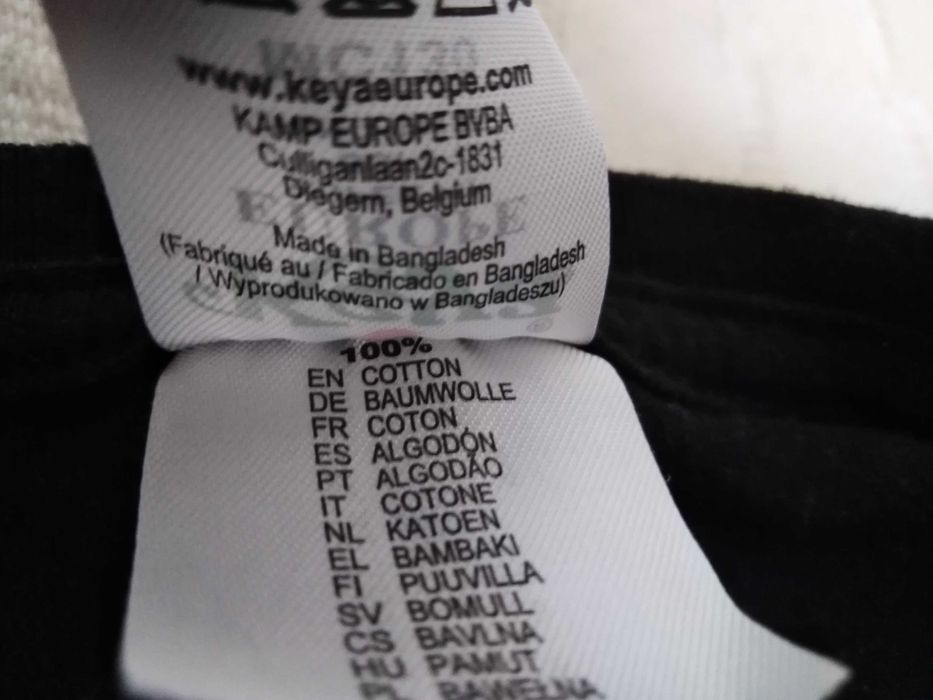 www.keyaeurope.com
KAMP EUROPE BVBA
Culliganlaan2c-1831
Diegem, Belgium
Made in Bangladesh
(Fabriqué au / Fabricado en Bangladesh
/ Wyprodukowano w Bangladeszu)
100%
EN COTTON
DE BAUMWOLLE
FR COTON
ES ALGODÓN
PT ALGODÃO
IT COTONE
NL KATOEN
EL BAMBAKI
FI PUUVILLA
SV BOMULL
CS BAVLNA
HU PAMUT
PL BAWEŁNA